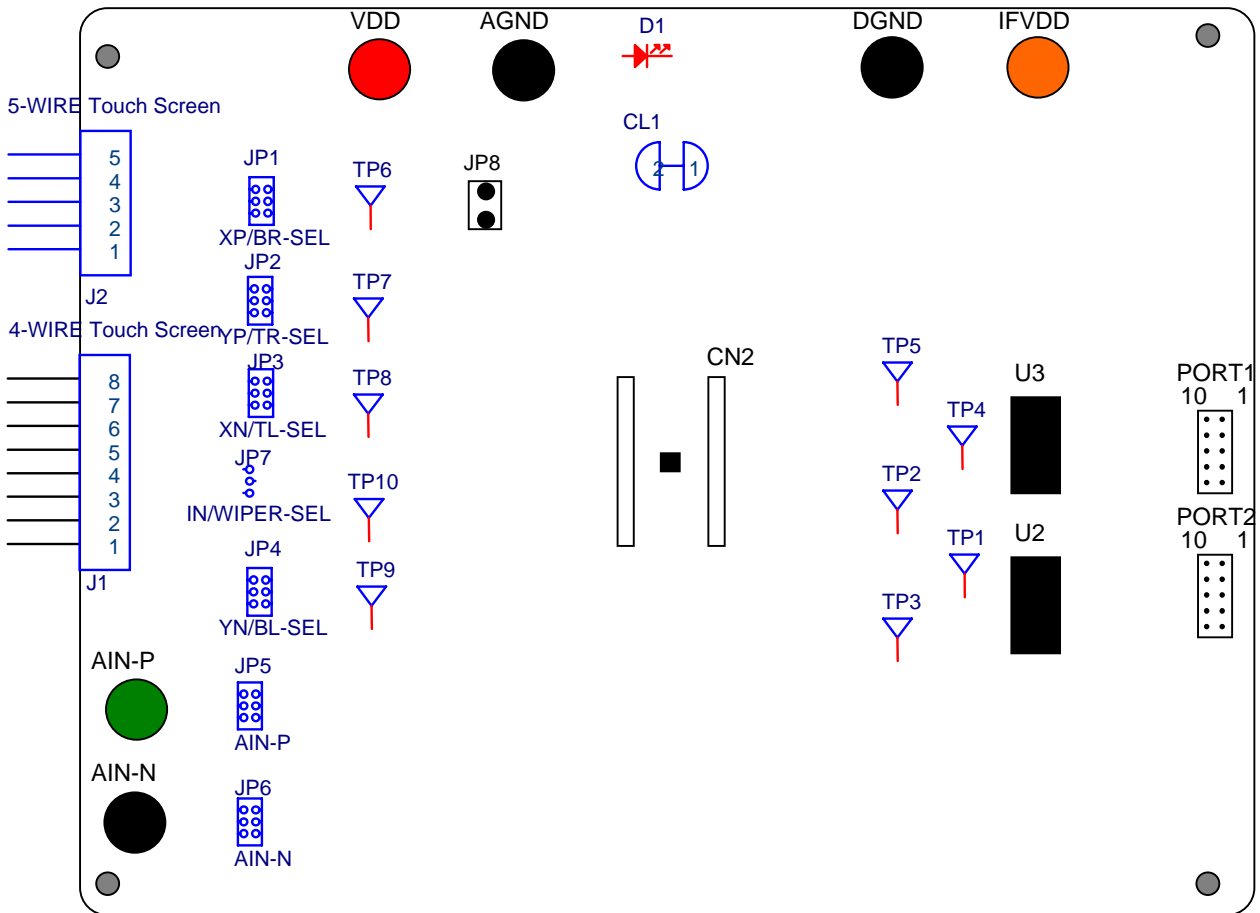 VDD AGND D1 DGND IFVDD
5-WIRE Touch Screen
CL1
2 1
5
4
3
2
1
J2
JP1
XP/BR-SEL
TP6
JP8
JP2
YP/TR-SEL
TP7
4-WIRE Touch Screen
8
7
6
5
4
3
2
1
J1
JP3
XN/TL-SEL
TP8
JP7
IN/WIPER-SEL
TP10
JP4
YN/BL-SEL
TP9
CN2
TP5
TP4
TP2
TP1
TP3
U3
U2
PORT1
10 1
PORT2
10 1
AIN-P
JP5
AIN-P
AIN-N
JP6
AIN-N